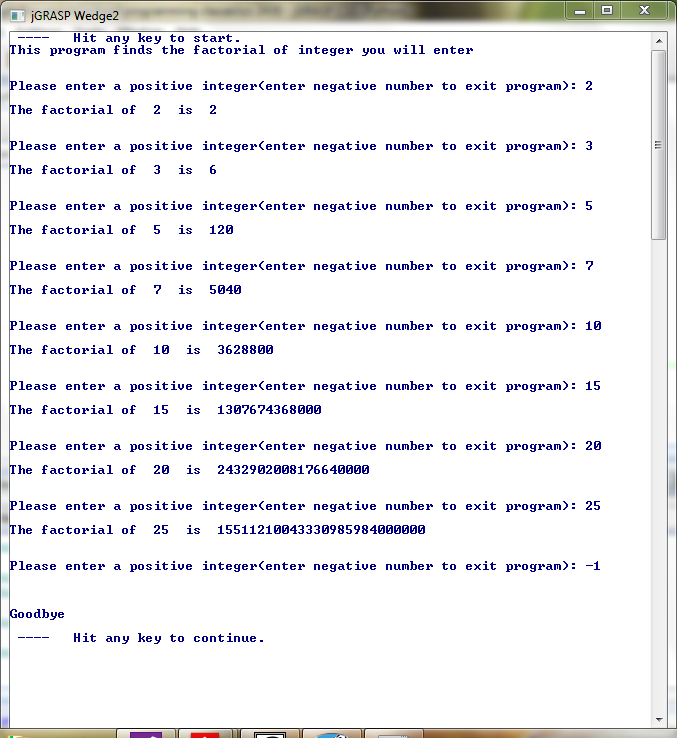 jGRASP Wedge2
----   Hit any key to start.
This program finds the factorial of integer you will enter
Please enter a positive integer(enter negative number to exit program): 2
The factorial of  2  is  2
Please enter a positive integer(enter negative number to exit program): 3
The factorial of  3  is  6
Please enter a positive integer(enter negative number to exit program): 5
The factorial of  5  is  120
Please enter a positive integer(enter negative number to exit program): 7
The factorial of  7  is  5040
Please enter a positive integer(enter negative number to exit program): 10
The factorial of  10  is  3628800
Please enter a positive integer(enter negative number to exit program): 15
The factorial of  15  is  1307674368000
Please enter a positive integer(enter negative number to exit program): 20
The factorial of  20  is  2432902008176640000
Please enter a positive integer(enter negative number to exit program): 25
The factorial of  25  is  15511210043330985984000000
Please enter a positive integer(enter negative number to exit program): -1
Goodbye
----   Hit any key to continue.